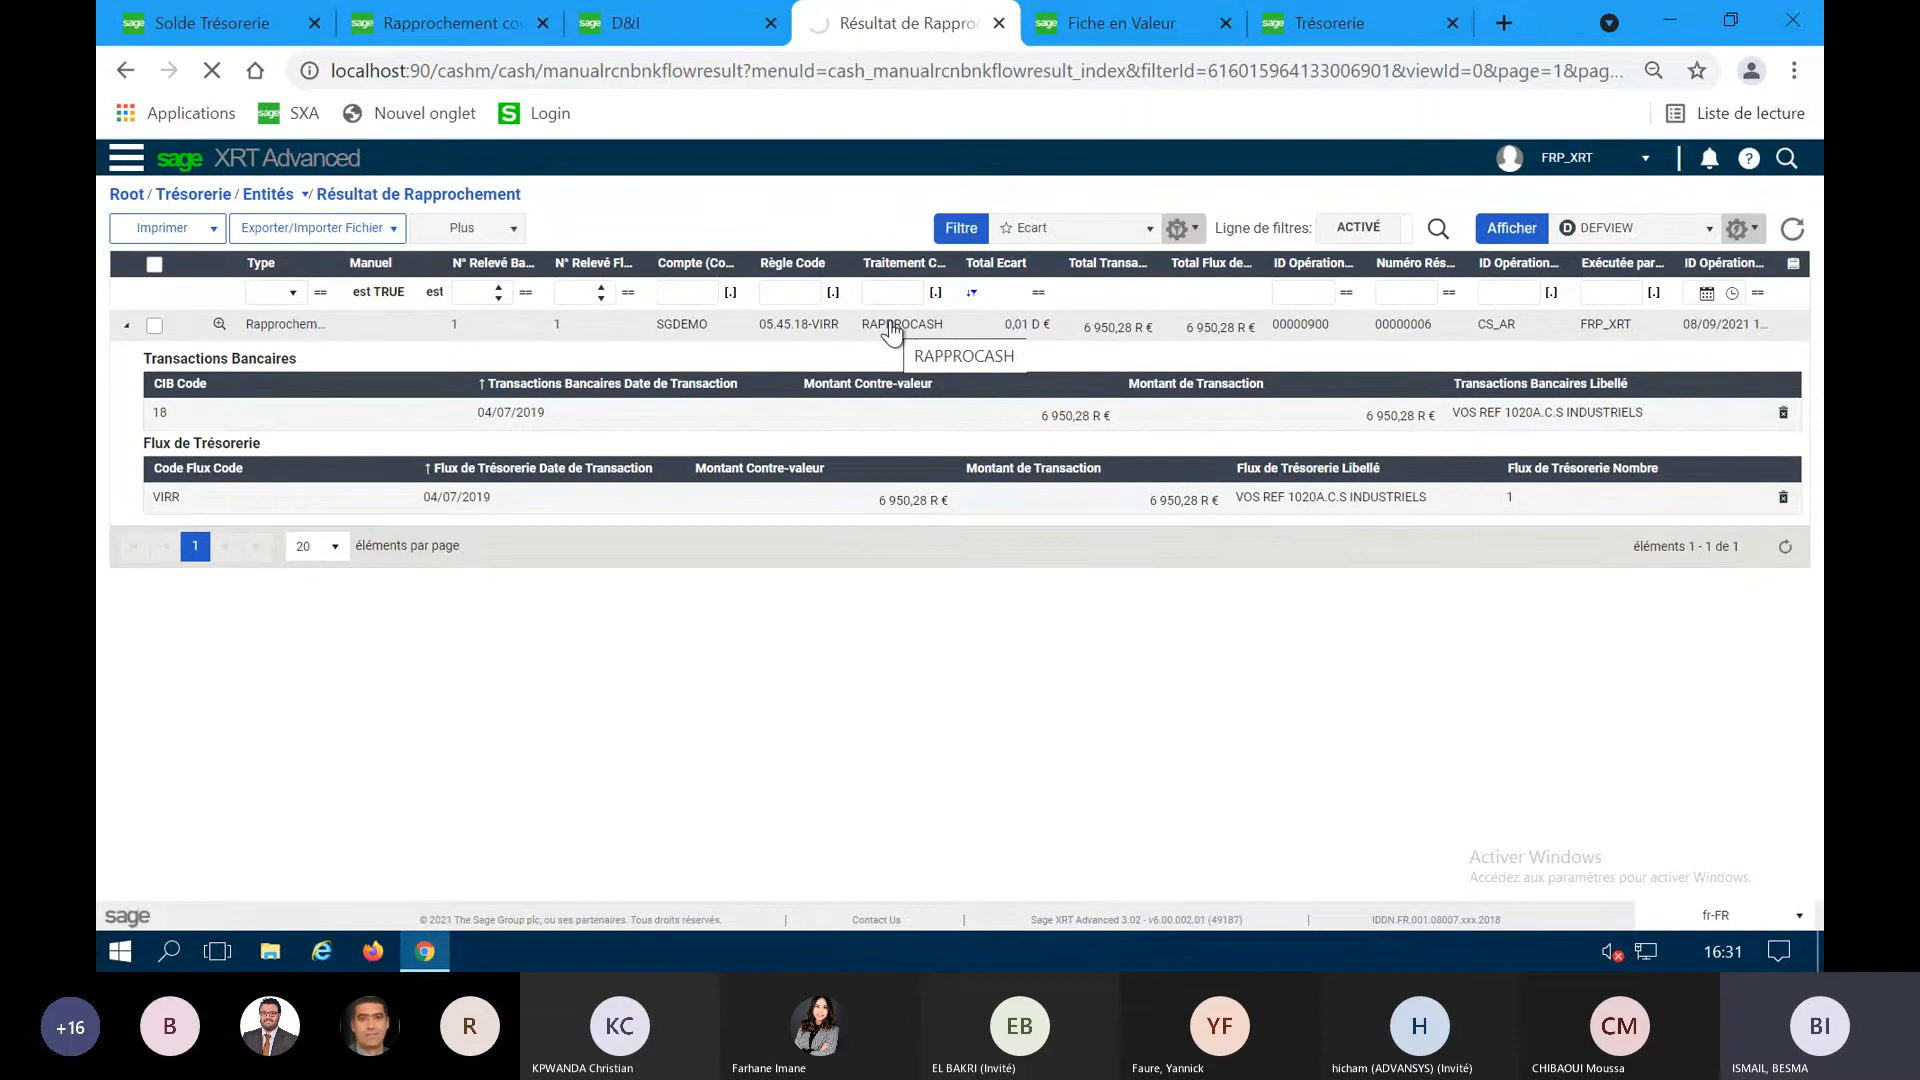 Solde Trésorerie
Rapprochement co
D&I
Résultat de Rappro
Fiche en Valeur
Trésorerie
localhost:90/cashm/cash/manualrcnbnkflowresult?menuId=cash_manualrcnbnkflowresult_index&filterId=616015964133006901&viewId=0&page=1&pag...
Applications
SXA
Nouvel onglet
Login
Liste de lecture
sage XRT Advanced
FRP_XRT
Root / Trésorerie / Entités / Résultat de Rapprochement
Imprimer
Exporter/Importer Fichier
Plus
Filtre
Ecart
Ligne de filtres:
ACTIVÉ
Afficher
D DEFVIEW
Type Manuel N° Relevé Ba... N° Relevé Fl... Compte (Co... Règle Code Traitement C... Total Ecart Total Transa... Total Flux de... ID Opération... Numéro Rés... ID Opération... Exécutée par... ID Opération...
== est TRUE est == == [.] [.] [.] == == == [.] [.] ==
Rapprochem... 1 1 SGDEMO 05.45.18-VIRR RAPPROCASH 0,01 D € 6 950,28 R € 6 950,28 R € 00000900 00000006 CS_AR FRP_XRT 08/09/2021 1...
RAPPROCASH
Transactions Bancaires
CIB Code ↑ Transactions Bancaires Date de Transaction Montant Contre-valeur Montant de Transaction Transactions Bancaires Libellé
18 04/07/2019 6 950,28 R € 6 950,28 R € VOS REF 1020A.C.S INDUSTRIELS
Flux de Trésorerie
Code Flux Code ↑ Flux de Trésorerie Date de Transaction Montant Contre-valeur Montant de Transaction Flux de Trésorerie Libellé Flux de Trésorerie Nombre
VIRR 04/07/2019 6 950,28 R € 6 950,28 R € VOS REF 1020A.C.S INDUSTRIELS 1
1
20
éléments par page
éléments 1 - 1 de 1
Activer Windows
Accédez aux paramètres pour activer Windows.
sage
© 2021 The Sage Group plc, ou ses partenaires. Tous droits réservés. | Contact Us | Sage XRT Advanced 3.02 - v6.00.002.01 (49187) | IDDN.FR.001.08007.xxx.2018
fr-FR
16:31
+16
B
R
KC
EB
YF
H
CM
BI
KPWANDA Christian
Farhane Imane
EL BAKRI (Invité)
Faure, Yannick
hicham (ADVANSYS) (Invité)
CHIBAOUI Moussa
ISMAIL, BESMA